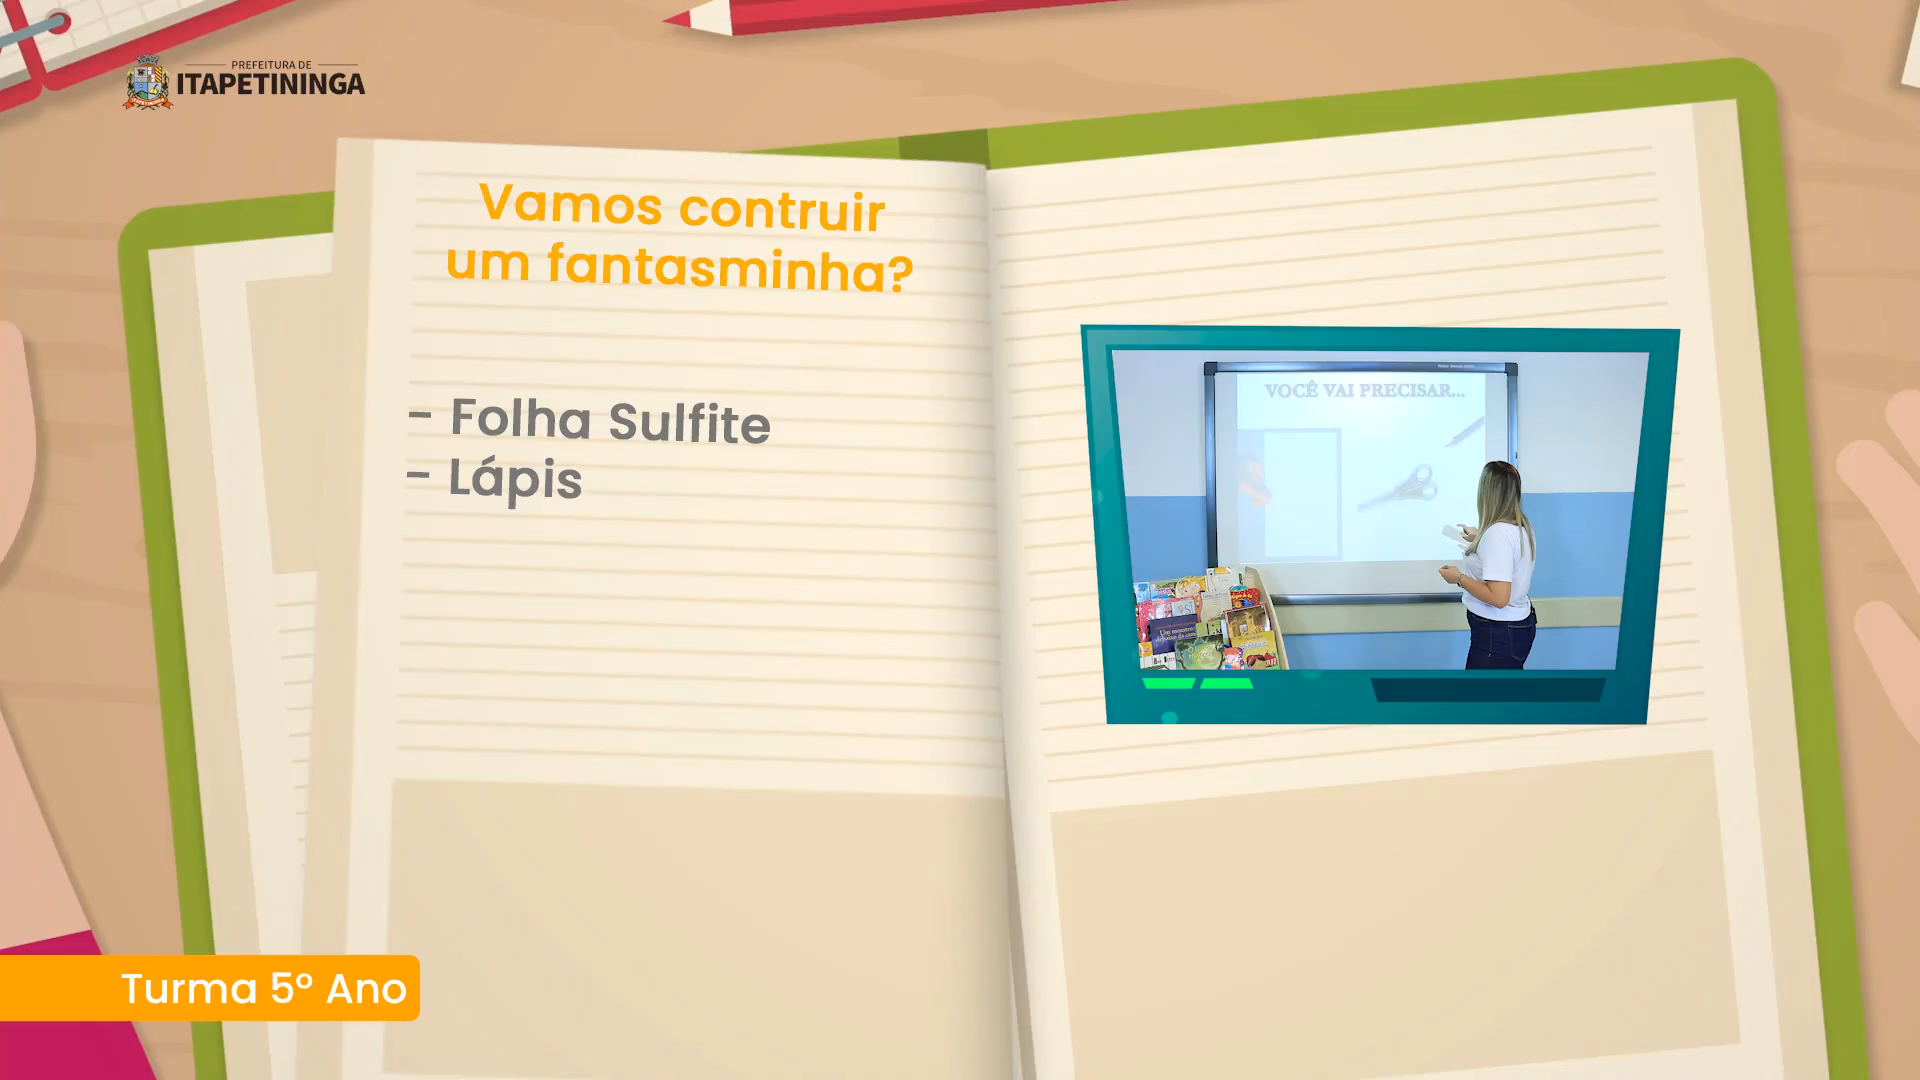 PREFEITURA DE
ITAPETININGA
Vamos contruir
um fantasminha?
- Folha Sulfite
- Lápis
VOCÊ VAI PRECISAR...
Turma 5º Ano